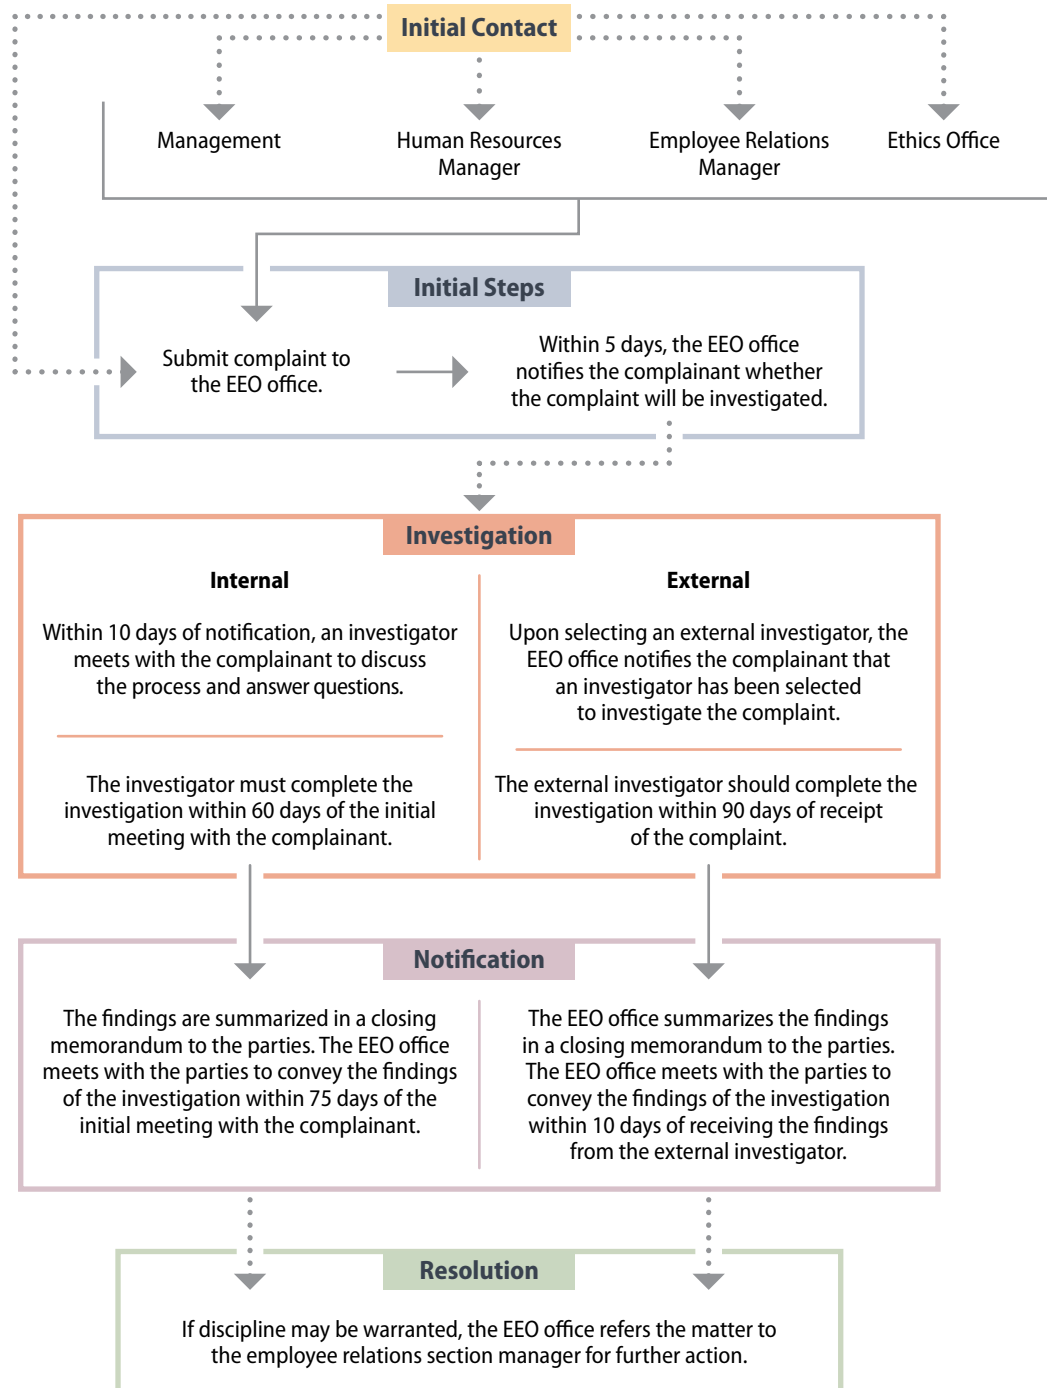 Initial Contact
Management
Human Resources
Manager
Employee Relations
Manager
Ethics Office
Initial Steps
Submit complaint to
the EEO office.
Within 5 days, the EEO office
notifies the complainant whether
the complaint will be investigated.
Investigation
Internal
Within 10 days of notification, an investigator
meets with the complainant to discuss
the process and answer questions.
The investigator must complete the
investigation within 60 days of the initial
meeting with the complainant.
External
Upon selecting an external investigator, the
EEO office notifies the complainant that
an investigator has been selected
to investigate the complaint.
The external investigator should complete the
investigation within 90 days of receipt
of the complaint.
Notification
The findings are summarized in a closing
memorandum to the parties. The EEO office
meets with the parties to convey the findings
of the investigation within 75 days of the
initial meeting with the complainant.
The EEO office summarizes the findings
in a closing memorandum to the parties.
The EEO office meets with the parties to
convey the findings of the investigation
within 10 days of receiving the findings
from the external investigator.
Resolution
If discipline may be warranted, the EEO office refers the matter to
the employee relations section manager for further action.